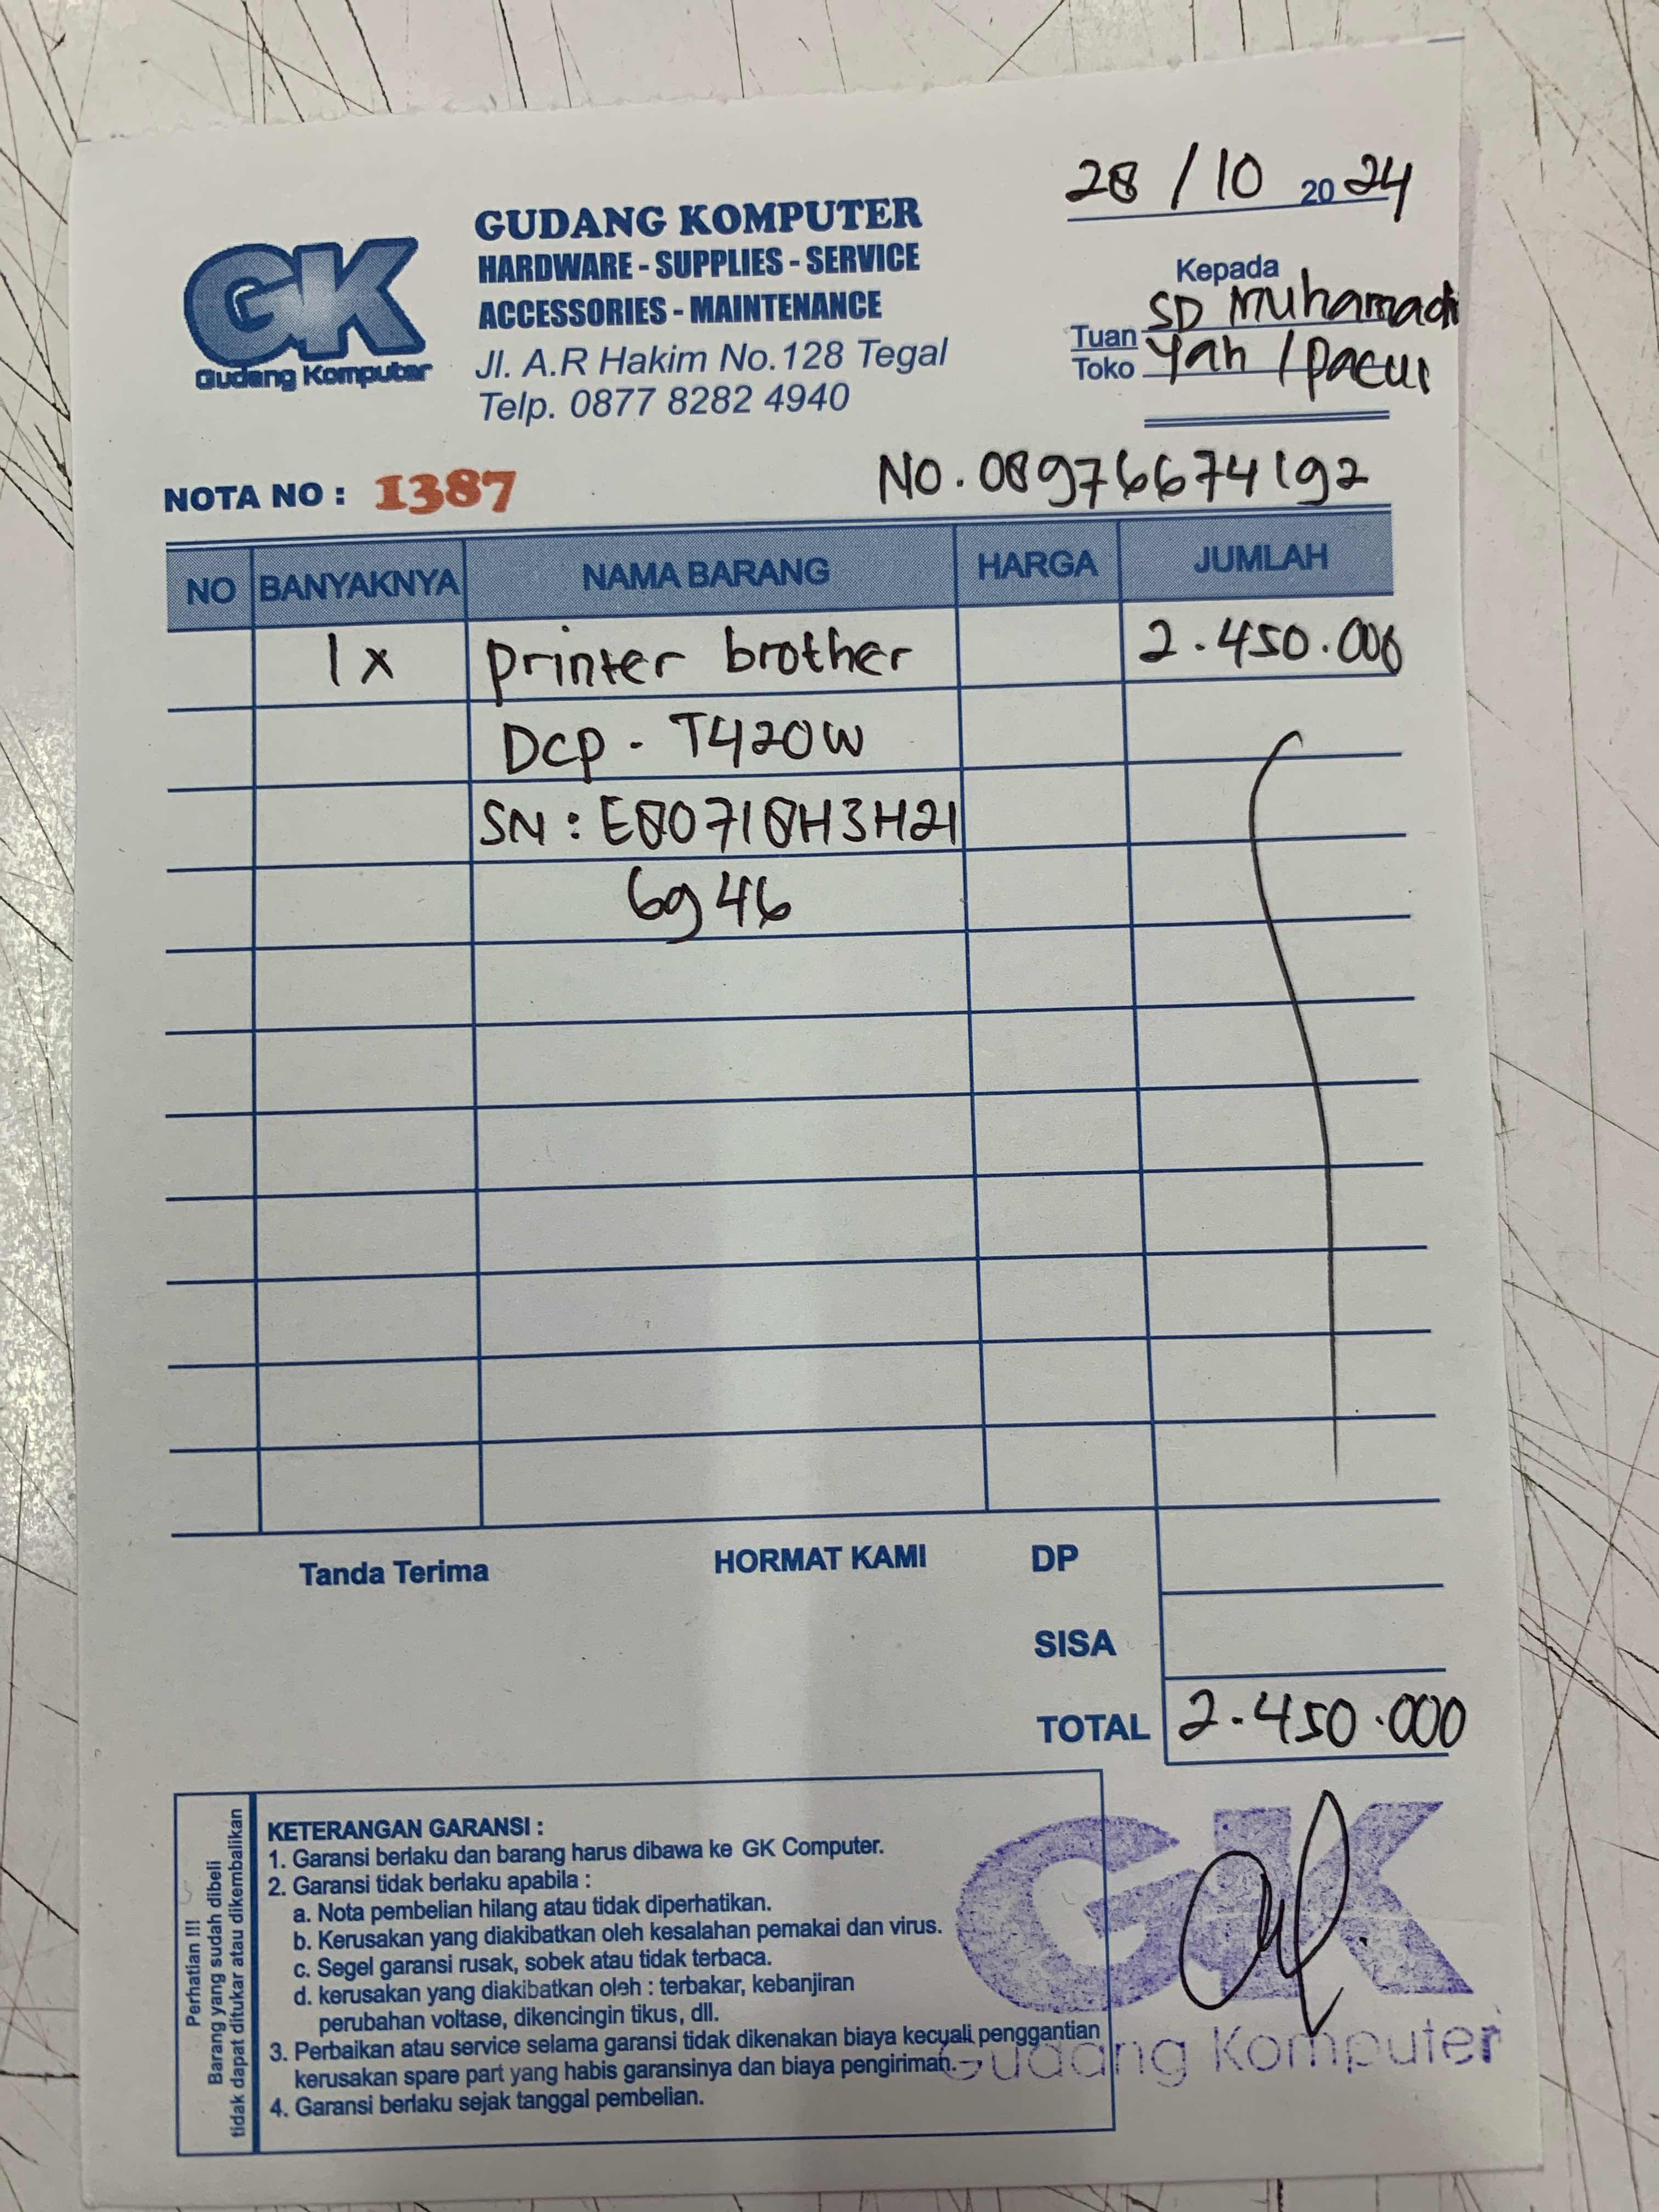 28 / 10 2024
GK
Gudang Komputer
GUDANG KOMPUTER
HARDWARE - SUPPLIES - SERVICE
ACCESSORIES - MAINTENANCE
Jl. A.R Hakim No.128 Tegal
Telp. 0877 8282 4940
Kepada
Tuan SD Muhamadi
Toko Yah / pacul
NOTA NO : 1387
NO. 08976674192
NO BANYAKNYA NAMA BARANG HARGA JUMLAH
1 x printer brother 2.450.000
Dcp - T420W
SN : E80718H3H21
6946
Tanda Terima HORMAT KAMI DP
SISA
TOTAL 2.450.000
Perhatian !!!
Barang yang sudah dibeli
tidak dapat ditukar atau dikembalikan
KETERANGAN GARANSI :
1. Garansi berlaku dan barang harus dibawa ke GK Computer.
2. Garansi tidak berlaku apabila :
a. Nota pembelian hilang atau tidak diperhatikan.
b. Kerusakan yang diakibatkan oleh kesalahan pemakai dan virus.
c. Segel garansi rusak, sobek atau tidak terbaca.
d. kerusakan yang diakibatkan oleh : terbakar, kebanjiran
perubahan voltase, dikencingin tikus, dll.
3. Perbaikan atau service selama garansi tidak dikenakan biaya kecuali penggantian
kerusakan spare part yang habis garansinya dan biaya pengiriman.
4. Garansi berlaku sejak tanggal pembelian.
GK
Gudang Komputer